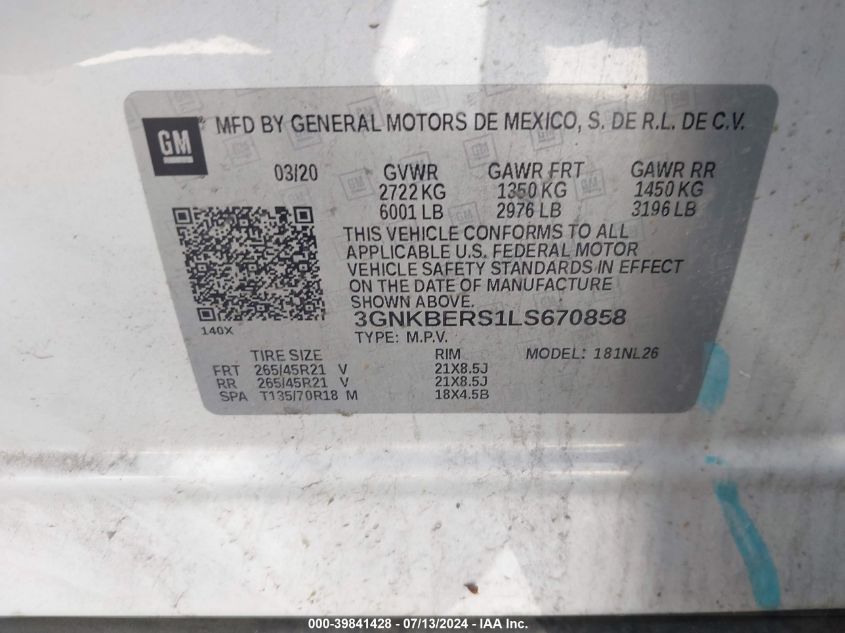 GM ® MFD BY GENERAL MOTORS DE MEXICO, S. DE R.L. DE C.V.
03/20 GVWR GAWR FRT GAWR RR
2722 KG 1350 KG 1450 KG
6001 LB 2976 LB 3196 LB
THIS VEHICLE CONFORMS TO ALL
APPLICABLE U.S. FEDERAL MOTOR
VEHICLE SAFETY STANDARDS IN EFFECT
ON THE DATE OF MANUFACTURE
SHOWN ABOVE.
140X
3GNKBERS1LS670858
TYPE: M.P.V.
TIRE SIZE RIM MODEL: 181NL26
FRT 265/45R21 V 21X8.5J
RR 265/45R21 V 21X8.5J
SPA T135/70R18 M 18X4.5B
000-39841428 - 07/13/2024 - IAAI, Inc.